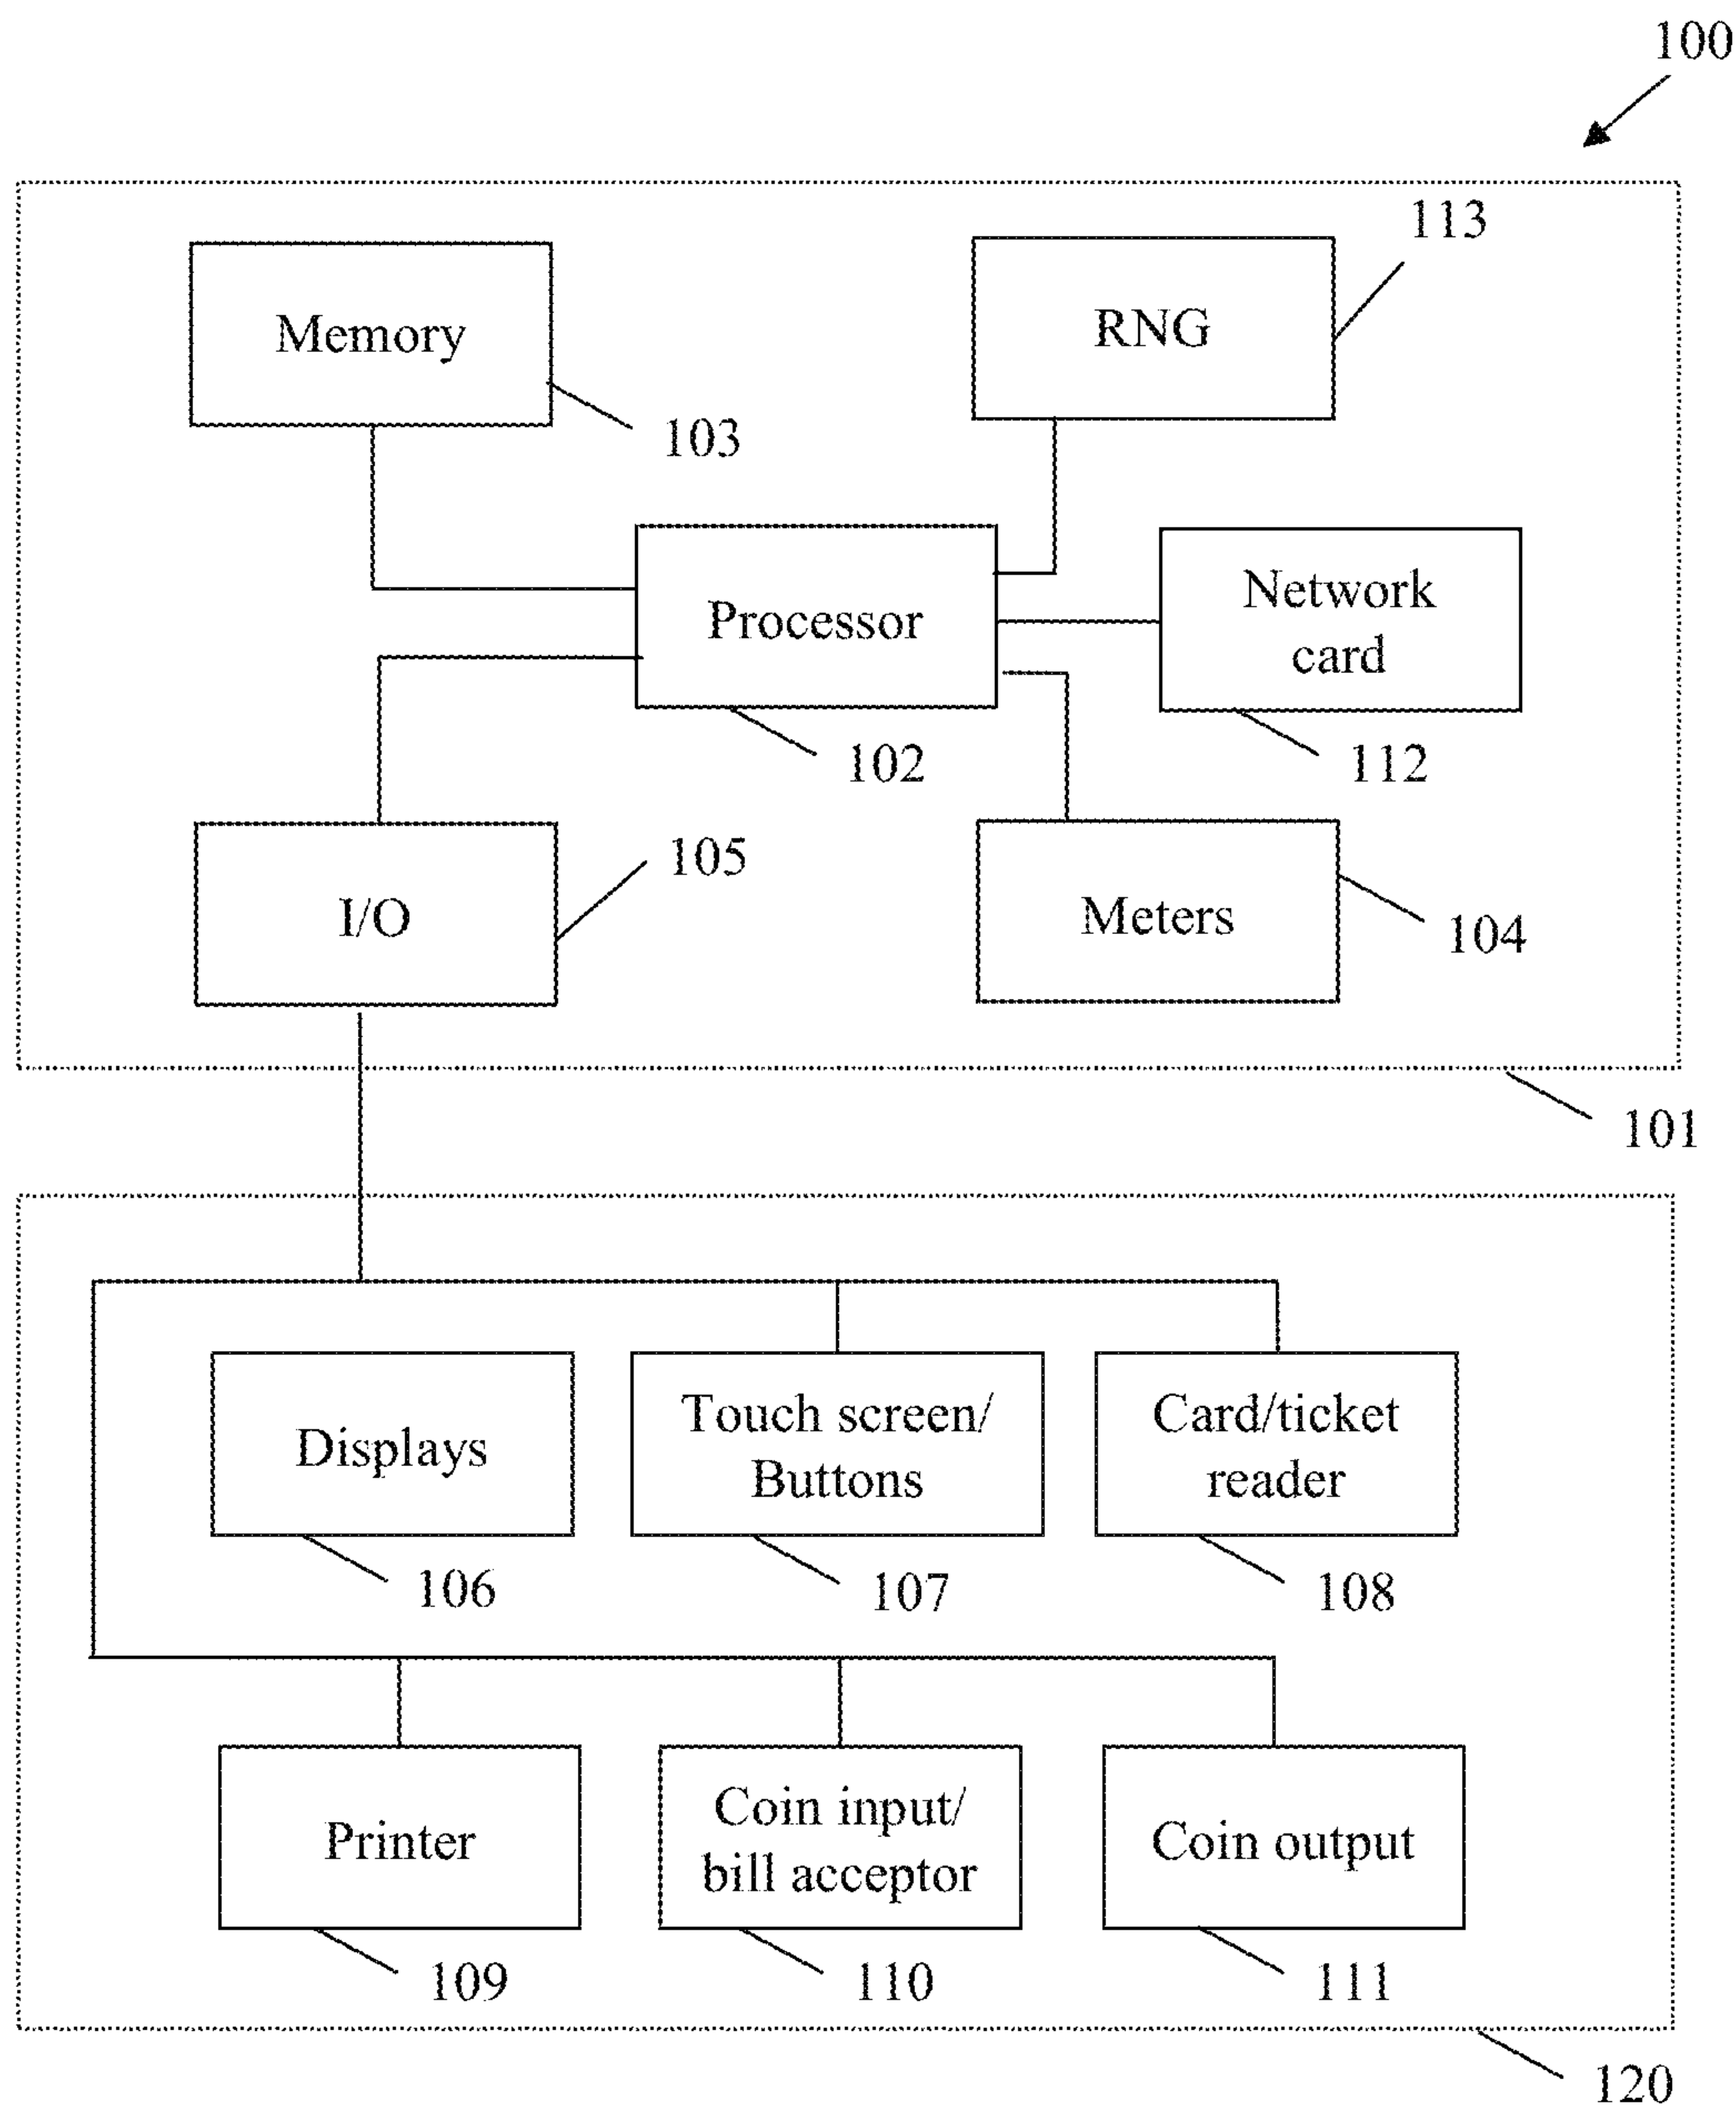 100
113
Memory
RNG
103
Network
card
Processor
102
112
105
I/O
Meters
104
101
Displays
Touch screen/
Buttons
Card/ticket
reader
106
107
108
Printer
Coin input/
bill acceptor
Coin output
109
110
111
120